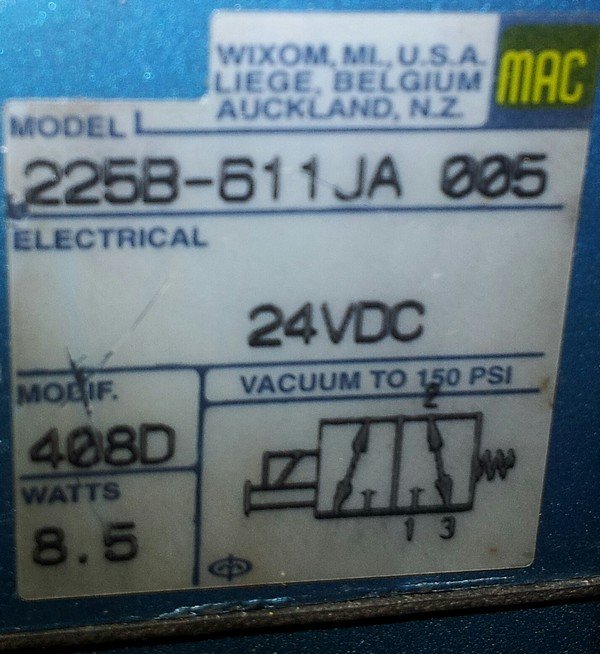 WIXOM, MI, U.S.A.
LIEGE, BELGIUM
AUCKLAND, N.Z.
MAC
MODEL
225B-611JA 005
ELECTRICAL
24VDC
MODIF.
408D
WATTS
8.5
VACUUM TO 150 PSI
2
1 3